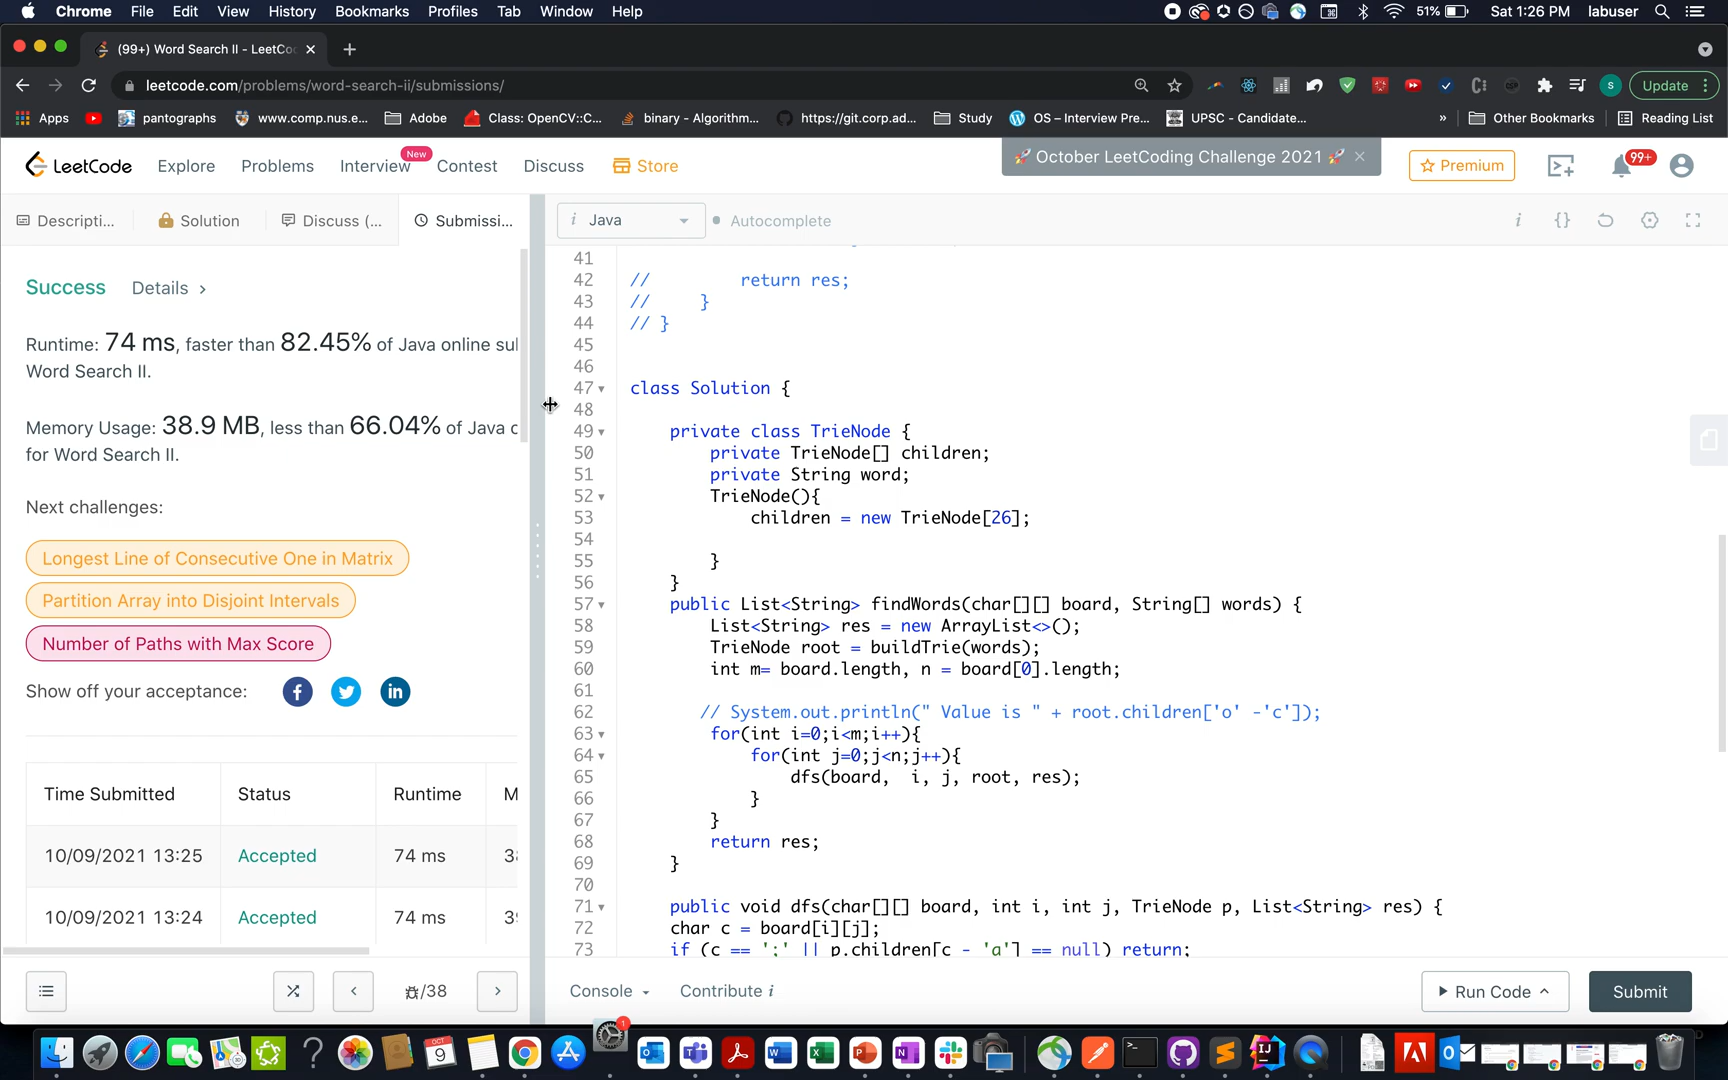 Chrome File Edit View History Bookmarks Profiles Tab Window Help 51% Sat 1:26 PM labuser
(99+) Word Search II - LeetCo
leetcode.com/problems/word-search-ii/submissions/ S Update
Apps pantographs www.comp.nus.e... Adobe Class: OpenCV::C... binary - Algorithm... https://git.corp.ad... Study OS – Interview Pre... UPSC - Candidate... » Other Bookmarks Reading List
LeetCode Explore Problems Interview New Contest Discuss Store 🚀 October LeetCoding Challenge 2021 🚀 × Premium 99+
Descripti... Solution Discuss (... Submissi... i Java Autocomplete i {}
Success Details >
Runtime: 74 ms, faster than 82.45% of Java online sul
Word Search II.
Memory Usage: 38.9 MB, less than 66.04% of Java c
for Word Search II.
Next challenges:
Longest Line of Consecutive One in Matrix
Partition Array into Disjoint Intervals
Number of Paths with Max Score
Show off your acceptance:
Time Submitted Status Runtime M
10/09/2021 13:25 Accepted 74 ms 38
10/09/2021 13:24 Accepted 74 ms 39
/38
41
42 // return res;
43 // }
44 // }
45
46
47 class Solution {
48
49 private class TrieNode {
50 private TrieNode[] children;
51 private String word;
52 TrieNode(){
53 children = new TrieNode[26];
54
55 }
56 }
57 public List<String> findWords(char[][] board, String[] words) {
58 List<String> res = new ArrayList<>();
59 TrieNode root = buildTrie(words);
60 int m= board.length, n = board[0].length;
61
62 // System.out.println(" Value is " + root.children['o' -'c']);
63 for(int i=0;i<m;i++){
64 for(int j=0;j<n;j++){
65 dfs(board, i, j, root, res);
66 }
67 }
68 return res;
69 }
70
71 public void dfs(char[][] board, int i, int j, TrieNode p, List<String> res) {
72 char c = board[i][j];
73 if (c == ';' || p.children[c - 'a'] == null) return;
Console Contribute i Run Code Submit
OCT
9
1